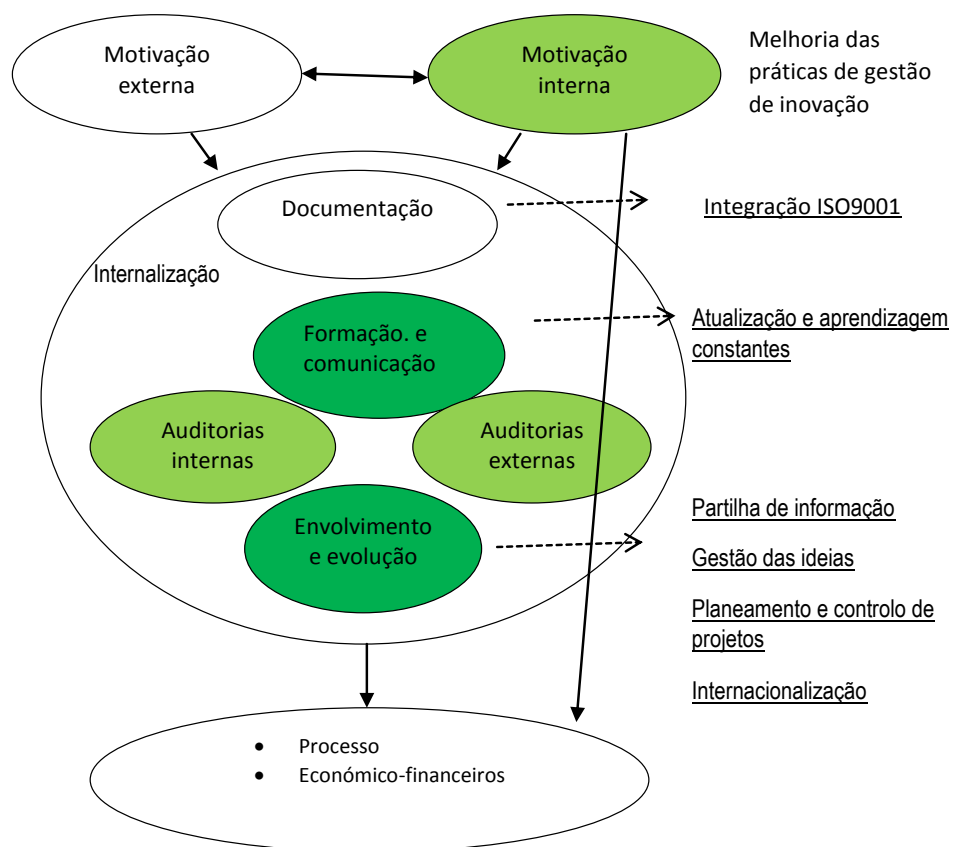 Motivação
externa
Motivação
interna
Melhoria das
práticas de gestão
de inovação
Documentação
Integração ISO9001
Internalização
Formação. e
comunicação
Atualização e aprendizagem
constantes
Auditorias
internas
Auditorias
externas
Envolvimento
e evolução
Partilha de informação
Gestão das ideias
Planeamento e controlo de
projetos
Internacionalização
• Processo
• Económico-financeiros